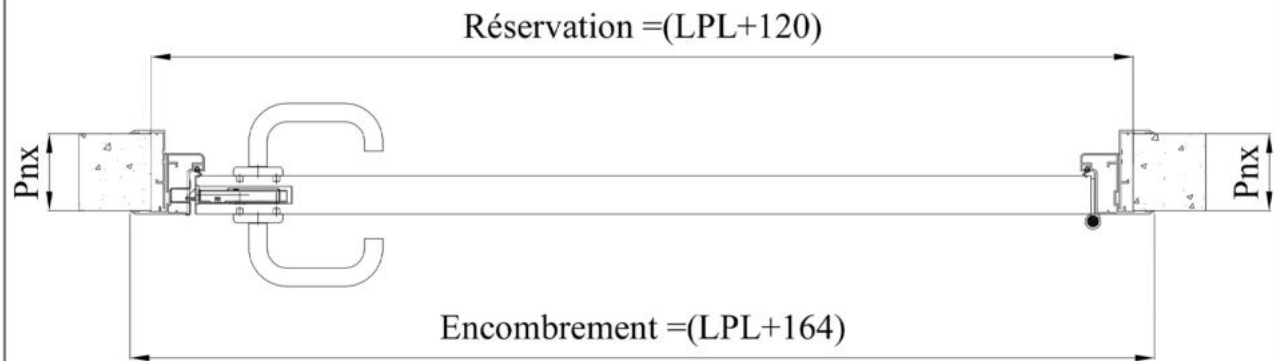 Réservation =(LPL+120)
Pnx
Pnx
Encombrement =(LPL+164)